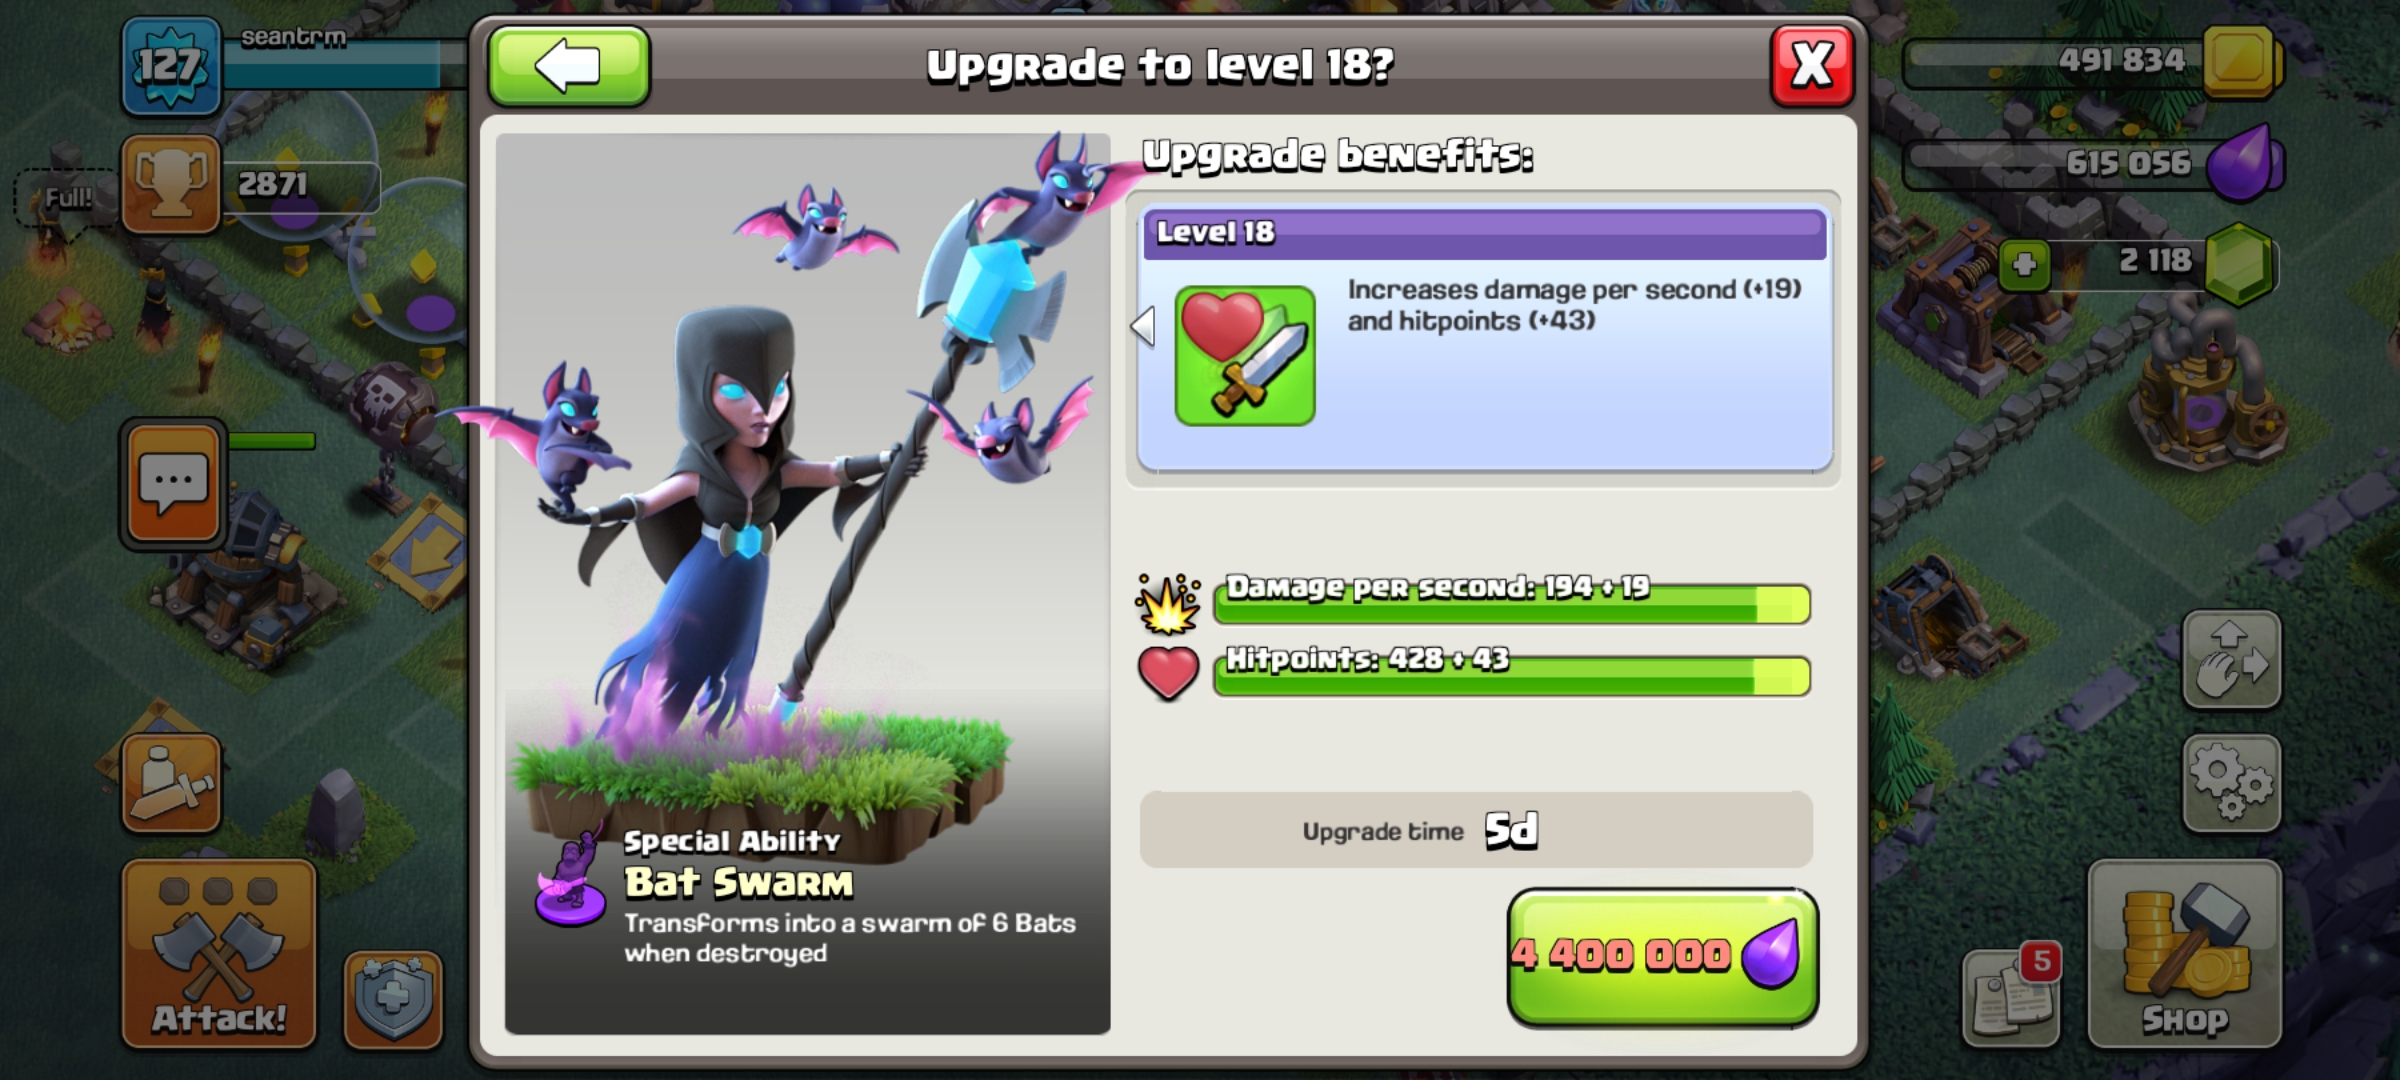 127
seantrm
Upgrade to level 18?
X
491 834
2871
Full!
615 056
2 118
Upgrade benefits:
Level 18
Increases damage per second (+19)
and hitpoints (+43)
Damage per second: 194 + 19
Hitpoints: 428 + 43
Upgrade time 5d
Special Ability
Bat Swarm
Transforms into a swarm of 6 Bats
when destroyed
4 400 000
Attack!
5
Shop